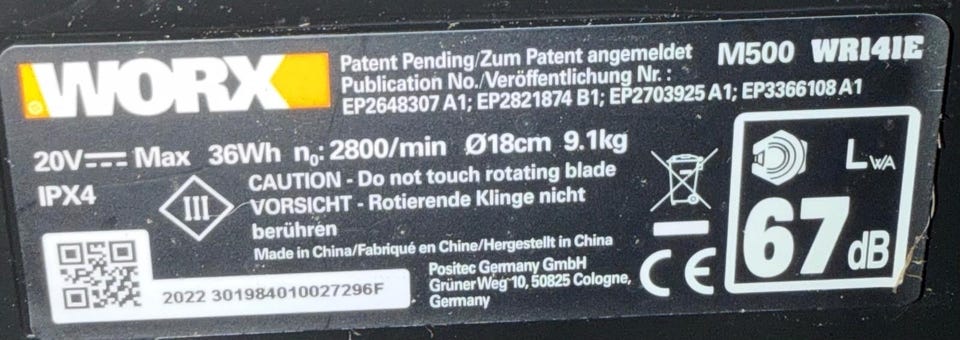 WORX
Patent Pending/Zum Patent angemeldet
Publication No./Veröffentlichung Nr.:
EP2648307 A1; EP2821874 B1; EP2703925 A1; EP3366108 A1
M500 WR141E
20V Max 36Wh n₀: 2800/min Ø18cm 9.1kg
IPX4
III
CAUTION - Do not touch rotating blade
VORSICHT - Rotierende Klinge nicht
berühren
Made in China/Fabriqué en Chine/Hergestellt in China
Positec Germany GmbH
Grüner Weg 10, 50825 Cologne,
Germany
2022 301984010027296F
CE
LWA
67 dB